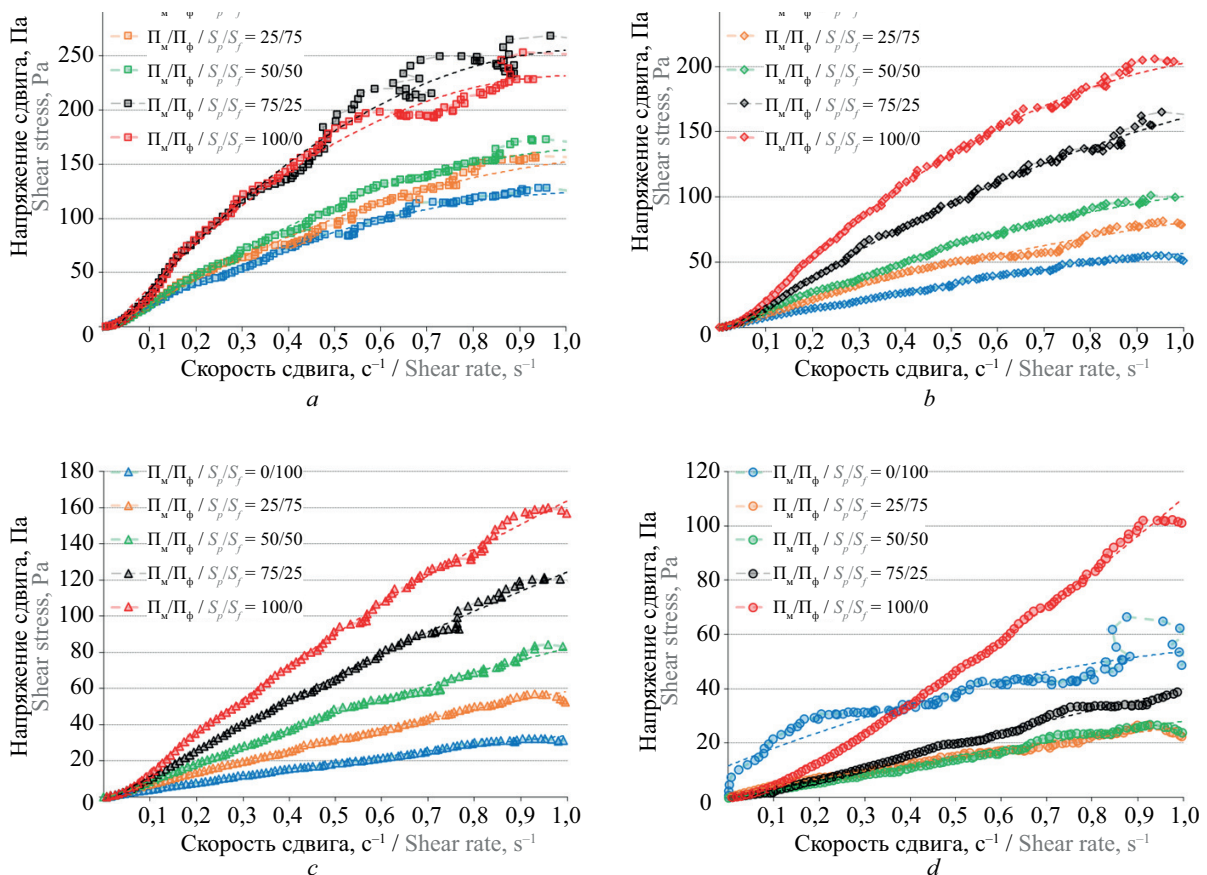 Напряжение сдвига, Па
Shear stress, Pa
250
200
150
100
50
0
Пм/Пф / Sp/Sf = 25/75
Пм/Пф / Sp/Sf = 50/50
Пм/Пф / Sp/Sf = 75/25
Пм/Пф / Sp/Sf = 100/0
0,1 0,2 0,3 0,4 0,5 0,6 0,7 0,8 0,9 1,0
Скорость сдвига, с⁻¹ / Shear rate, s⁻¹
a
Напряжение сдвига, Па
Shear stress, Pa
200
150
100
50
0
Пм/Пф / Sp/Sf = 25/75
Пм/Пф / Sp/Sf = 50/50
Пм/Пф / Sp/Sf = 75/25
Пм/Пф / Sp/Sf = 100/0
0,1 0,2 0,3 0,4 0,5 0,6 0,7 0,8 0,9 1,0
Скорость сдвига, с⁻¹ / Shear rate, s⁻¹
b
Напряжение сдвига, Па
Shear stress, Pa
180
160
140
120
100
80
60
40
20
0
Пм/Пф / Sp/Sf = 0/100
Пм/Пф / Sp/Sf = 25/75
Пм/Пф / Sp/Sf = 50/50
Пм/Пф / Sp/Sf = 75/25
Пм/Пф / Sp/Sf = 100/0
0,1 0,2 0,3 0,4 0,5 0,6 0,7 0,8 0,9 1,0
Скорость сдвига, с⁻¹ / Shear rate, s⁻¹
c
Напряжение сдвига, Па
Shear stress, Pa
120
100
80
60
40
20
0
Пм/Пф / Sp/Sf = 0/100
Пм/Пф / Sp/Sf = 25/75
Пм/Пф / Sp/Sf = 50/50
Пм/Пф / Sp/Sf = 75/25
Пм/Пф / Sp/Sf = 100/0
0,1 0,2 0,3 0,4 0,5 0,6 0,7 0,8 0,9 1,0
Скорость сдвига, с⁻¹ / Shear rate, s⁻¹
d